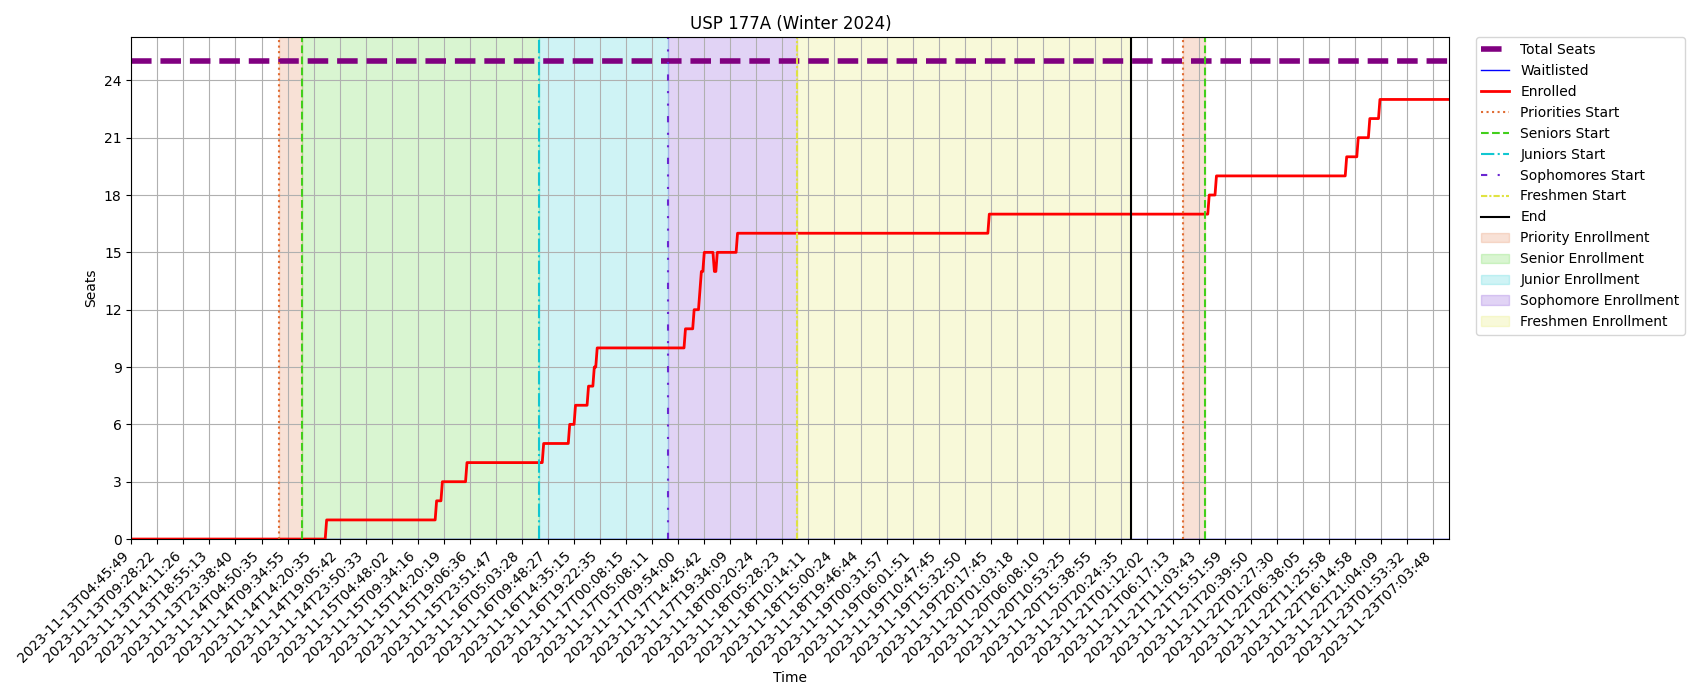 USP 177A (Winter 2024)
Seats
24
21
18
15
12
9
6
3
0
2023-11-13T04:45:49
2023-11-13T09:28:22
2023-11-13T14:11:26
2023-11-13T18:55:13
2023-11-13T23:38:40
2023-11-14T04:50:35
2023-11-14T09:34:55
2023-11-14T14:20:35
2023-11-14T19:05:42
2023-11-14T23:50:33
2023-11-15T04:48:02
2023-11-15T09:34:16
2023-11-15T14:20:19
2023-11-15T19:06:36
2023-11-15T23:51:47
2023-11-16T05:03:28
2023-11-16T09:48:27
2023-11-16T14:35:15
2023-11-16T19:22:35
2023-11-17T00:08:15
2023-11-17T05:08:11
2023-11-17T09:54:00
2023-11-17T14:45:42
2023-11-17T19:34:09
2023-11-18T00:20:24
2023-11-18T05:28:23
2023-11-18T10:14:11
2023-11-18T15:00:24
2023-11-18T19:46:44
2023-11-19T00:31:57
2023-11-19T06:01:51
2023-11-19T10:47:45
2023-11-19T15:32:50
2023-11-19T20:17:45
2023-11-20T01:03:18
2023-11-20T06:08:10
2023-11-20T10:53:25
2023-11-20T15:38:55
2023-11-20T20:24:35
2023-11-21T01:12:02
2023-11-21T06:17:13
2023-11-21T11:03:43
2023-11-21T15:51:59
2023-11-21T20:39:50
2023-11-22T01:27:30
2023-11-22T06:38:05
2023-11-22T11:25:58
2023-11-22T16:14:58
2023-11-22T21:04:09
2023-11-23T01:53:32
2023-11-23T07:03:48
Time
Total Seats
Waitlisted
Enrolled
Priorities Start
Seniors Start
Juniors Start
Sophomores Start
Freshmen Start
End
Priority Enrollment
Senior Enrollment
Junior Enrollment
Sophomore Enrollment
Freshmen Enrollment